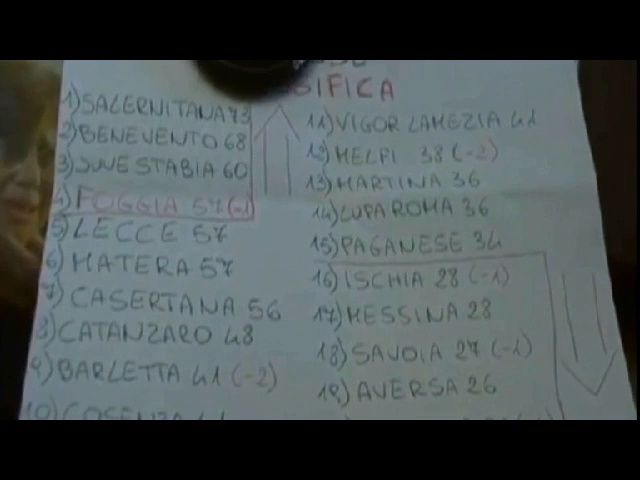 SIFICA
1) SALERNITANA 73
2) BENEVENTO 68
3) JUVE STABIA 60
4) FOGGIA 57 (-1)
5) LECCE 57
6) MATERA 57
7) CASERTANA 56
8) CATANZARO 48
9) BARLETTA 41 (-2)
10) COSENZA
11) VIGOR LAMEZIA 41
12) MELFI 38 (-2)
13) MARTINA 36
14) LUPA ROMA 36
15) PAGANESE 34
16) ISCHIA 28 (-1)
17) MESSINA 28
18) SAVOIA 27 (-1)
19) AVERSA 26